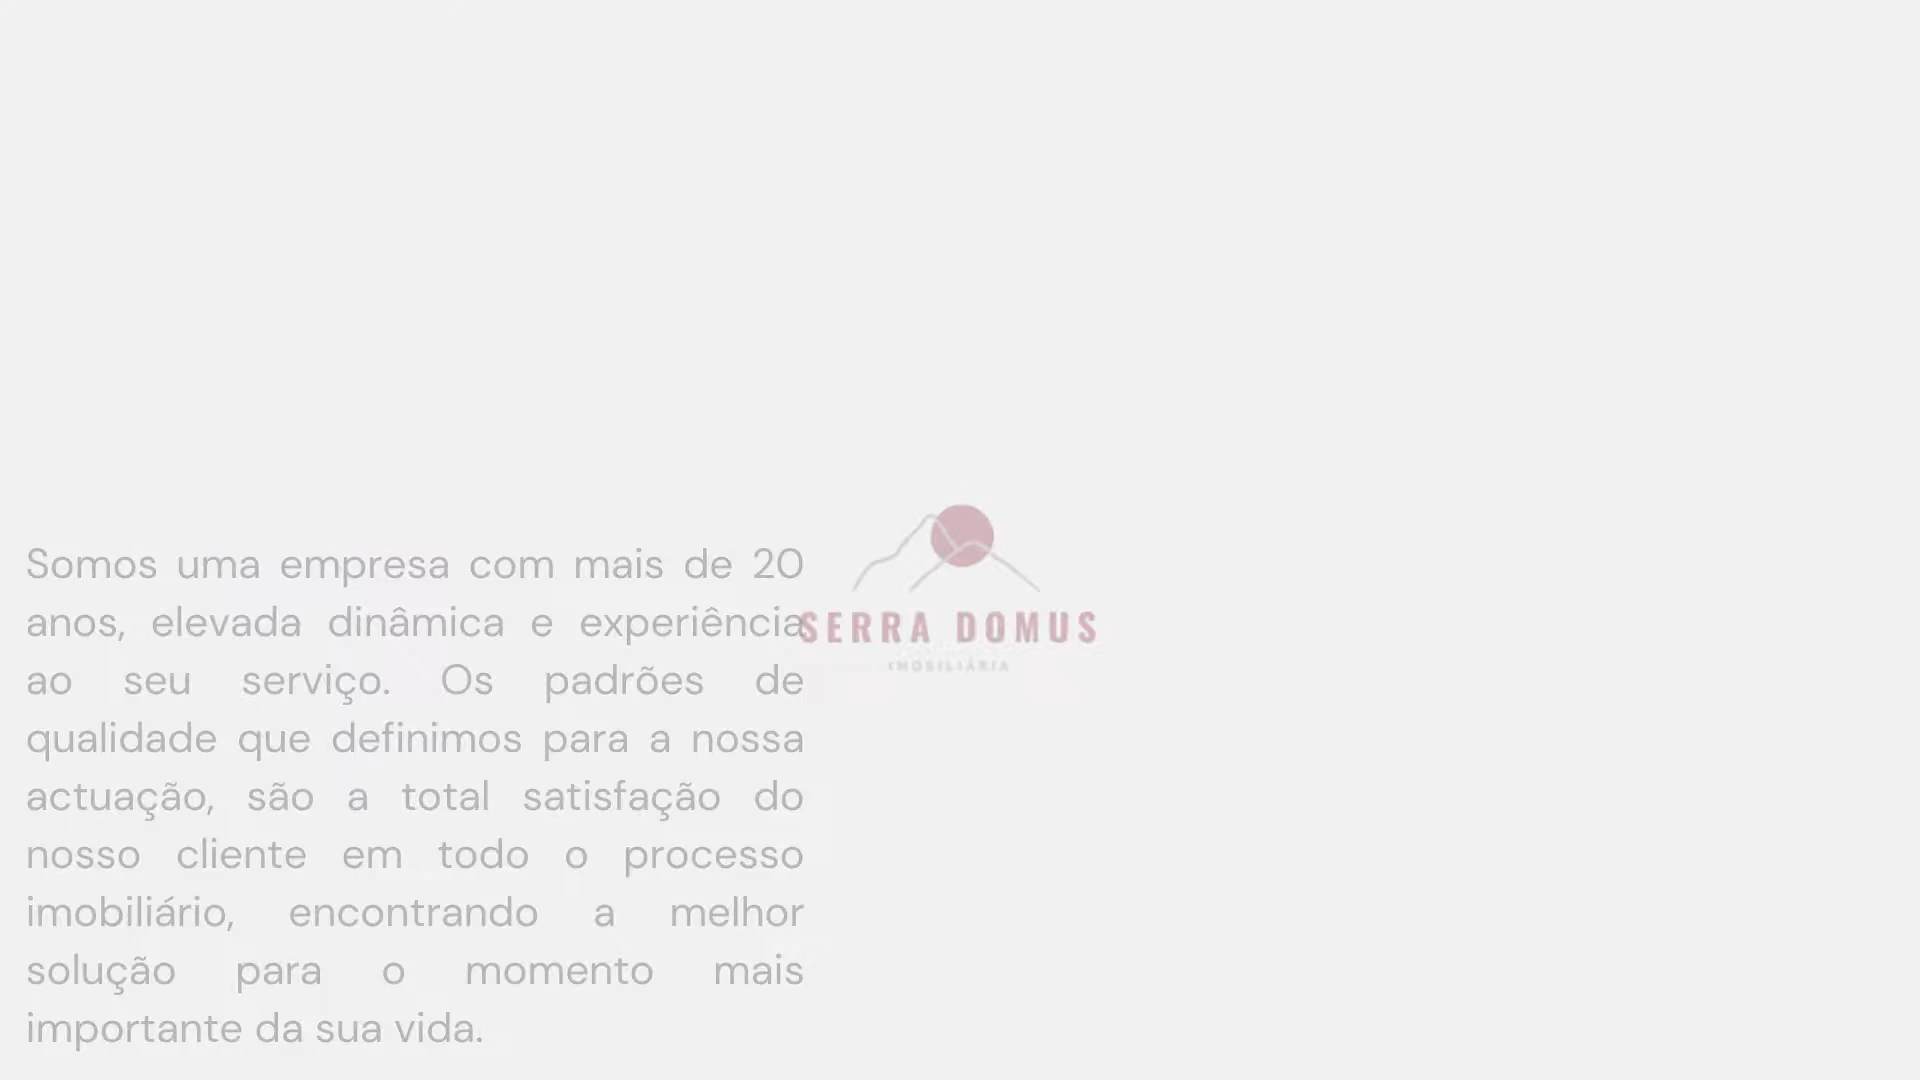 Somos uma empresa com mais de 20
anos, elevada dinâmica e experiência
ao seu serviço. Os padrões de
qualidade que definimos para a nossa
actuação, são a total satisfação do
nosso cliente em todo o processo
imobiliário, encontrando a melhor
solução para o momento mais
importante da sua vida.
SERRA DOMUS
IMOBILIÁRIA